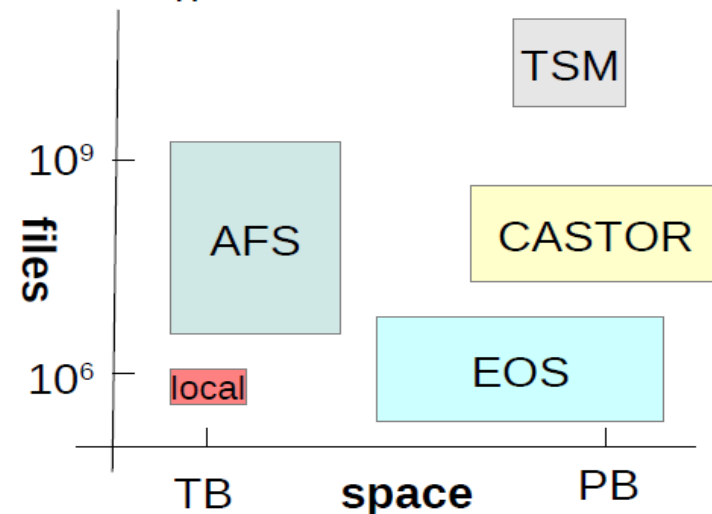 TSM
10⁹
AFS
CASTOR
files
10⁶
local
EOS
TB
space
PB